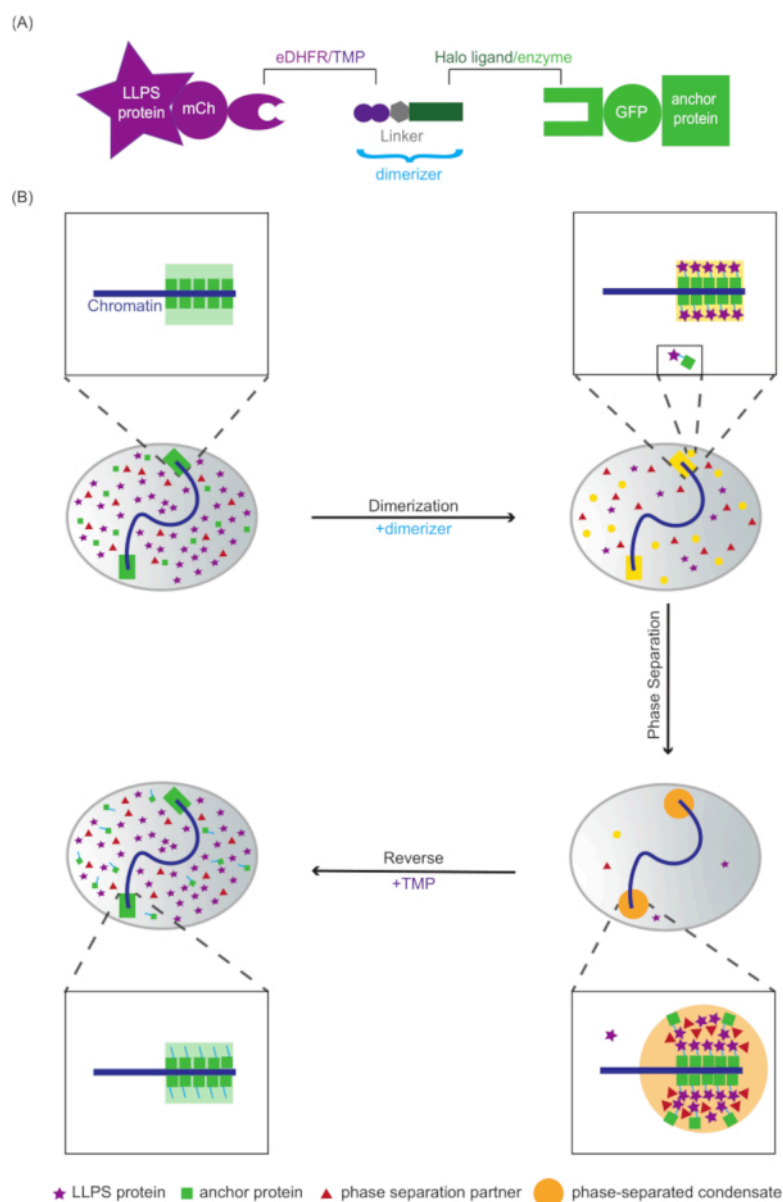 (A)
eDHFR/TMP
Halo ligand/enzyme
LLPS
protein
mCh
Linker
dimerizer
GFP
anchor
protein
(B)
Chromatin
Dimerization
+dimerizer
Phase Separation
Reverse
+TMP
LLPS protein
anchor protein
phase separation partner
phase-separated condensate